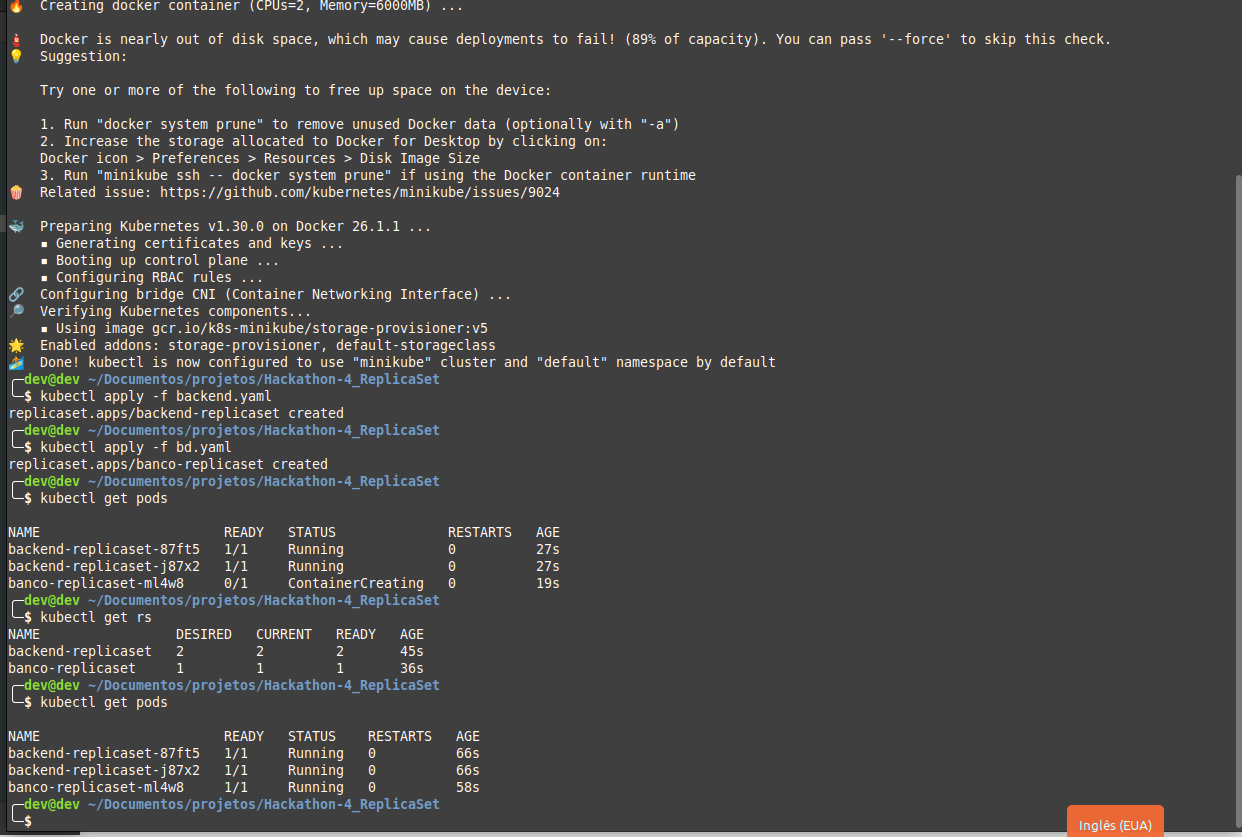 Creating docker container (CPUs=2, Memory=6000MB) ...
Docker is nearly out of disk space, which may cause deployments to fail! (89% of capacity). You can pass '--force' to skip this check.
Suggestion:
Try one or more of the following to free up space on the device:
1. Run "docker system prune" to remove unused Docker data (optionally with "-a")
2. Increase the storage allocated to Docker for Desktop by clicking on:
Docker icon > Preferences > Resources > Disk Image Size
3. Run "minikube ssh -- docker system prune" if using the Docker container runtime
Related issue: https://github.com/kubernetes/minikube/issues/9024
Preparing Kubernetes v1.30.0 on Docker 26.1.1 ...
▪ Generating certificates and keys ...
▪ Booting up control plane ...
▪ Configuring RBAC rules ...
Configuring bridge CNI (Container Networking Interface) ...
Verifying Kubernetes components...
▪ Using image gcr.io/k8s-minikube/storage-provisioner:v5
Enabled addons: storage-provisioner, default-storageclass
Done! kubectl is now configured to use "minikube" cluster and "default" namespace by default
╭─dev@dev ~/Documentos/projetos/Hackathon-4_ReplicaSet
╰─$ kubectl apply -f backend.yaml
replicaset.apps/backend-replicaset created
╭─dev@dev ~/Documentos/projetos/Hackathon-4_ReplicaSet
╰─$ kubectl apply -f bd.yaml
replicaset.apps/banco-replicaset created
╭─dev@dev ~/Documentos/projetos/Hackathon-4_ReplicaSet
╰─$ kubectl get pods
NAME READY STATUS RESTARTS AGE
backend-replicaset-87ft5 1/1 Running 0 27s
backend-replicaset-j87x2 1/1 Running 0 27s
banco-replicaset-ml4w8 0/1 ContainerCreating 0 19s
╭─dev@dev ~/Documentos/projetos/Hackathon-4_ReplicaSet
╰─$ kubectl get rs
NAME DESIRED CURRENT READY AGE
backend-replicaset 2 2 2 45s
banco-replicaset 1 1 1 36s
╭─dev@dev ~/Documentos/projetos/Hackathon-4_ReplicaSet
╰─$ kubectl get pods
NAME READY STATUS RESTARTS AGE
backend-replicaset-87ft5 1/1 Running 0 66s
backend-replicaset-j87x2 1/1 Running 0 66s
banco-replicaset-ml4w8 1/1 Running 0 58s
╭─dev@dev ~/Documentos/projetos/Hackathon-4_ReplicaSet
╰─$
Inglês (EUA)